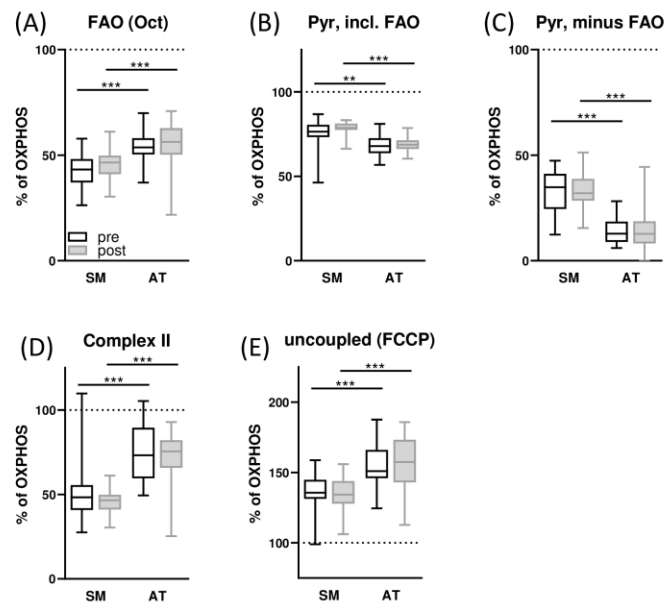 (A) FAO (Oct)
100
50
0
% of OXPHOS
***
***
pre
post
SM AT
(B) Pyr, incl. FAO
100
50
0
% of OXPHOS
***
**
SM AT
(C) Pyr, minus FAO
100
50
0
% of OXPHOS
***
***
SM AT
(D) Complex II
100
50
0
% of OXPHOS
***
***
SM AT
(E) uncoupled (FCCP)
200
150
100
% of OXPHOS
***
***
SM AT